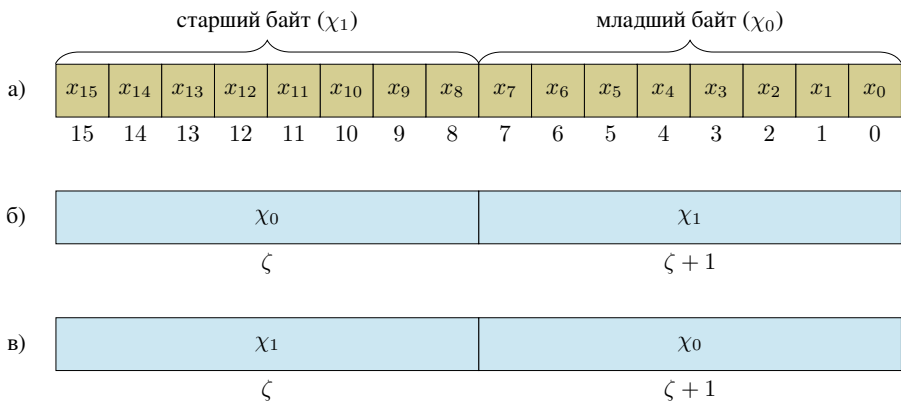 старший байт (χ₁) младший байт (χ₀)
а) x₁₅ x₁₄ x₁₃ x₁₂ x₁₁ x₁₀ x₉ x₈ x₇ x₆ x₅ x₄ x₃ x₂ x₁ x₀
15 14 13 12 11 10 9 8 7 6 5 4 3 2 1 0
б) χ₀ χ₁
ζ ζ + 1
в) χ₁ χ₀
ζ ζ + 1